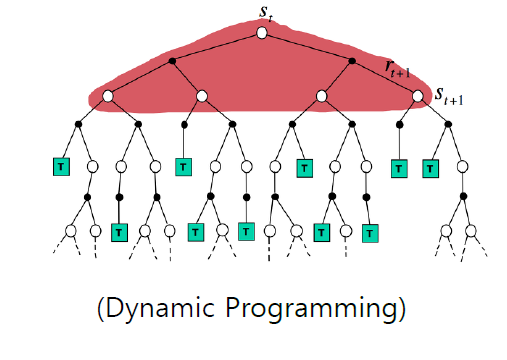 s_t
r_{t+1}
s_{t+1}
T T T T T
T T T T T
(Dynamic Programming)